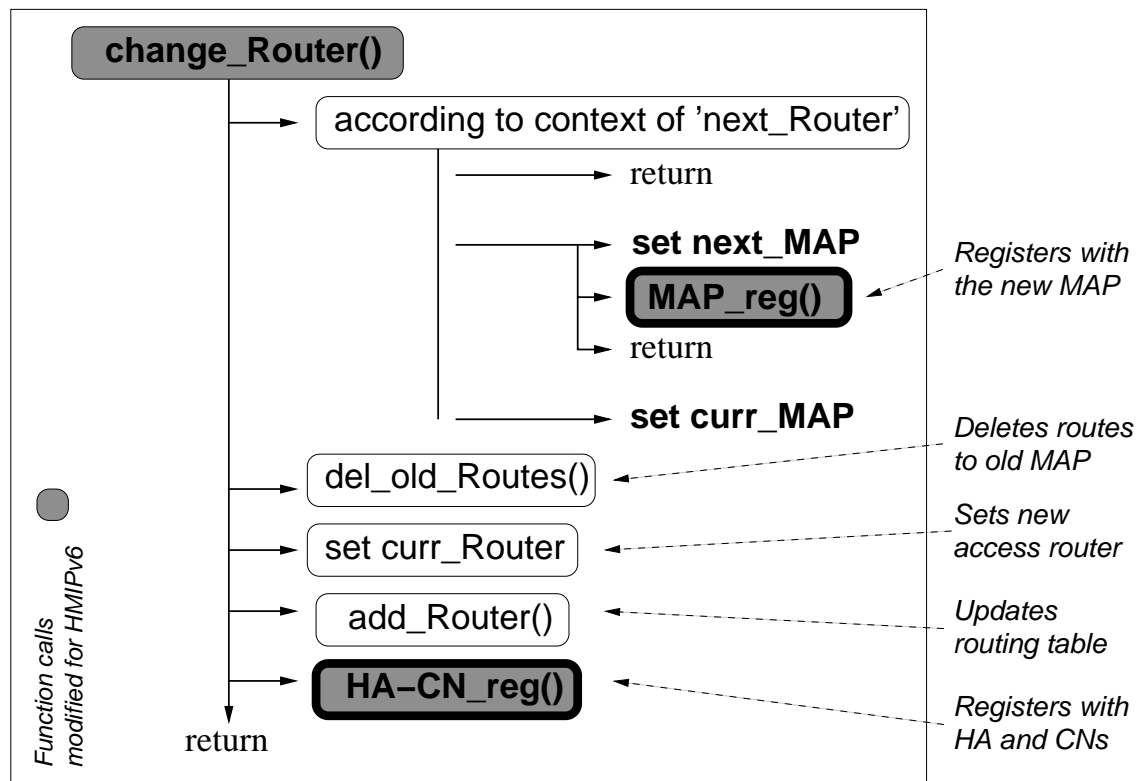 change_Router()
according to context of 'next_Router'
return
set next_MAP
MAP_reg()
return
set curr_MAP
del_old_Routes()
set curr_Router
add_Router()
HA−CN_reg()
return
Registers with
the new MAP
Deletes routes
to old MAP
Sets new
access router
Updates
routing table
Registers with
HA and CNs
Function calls
modified for HMIPv6